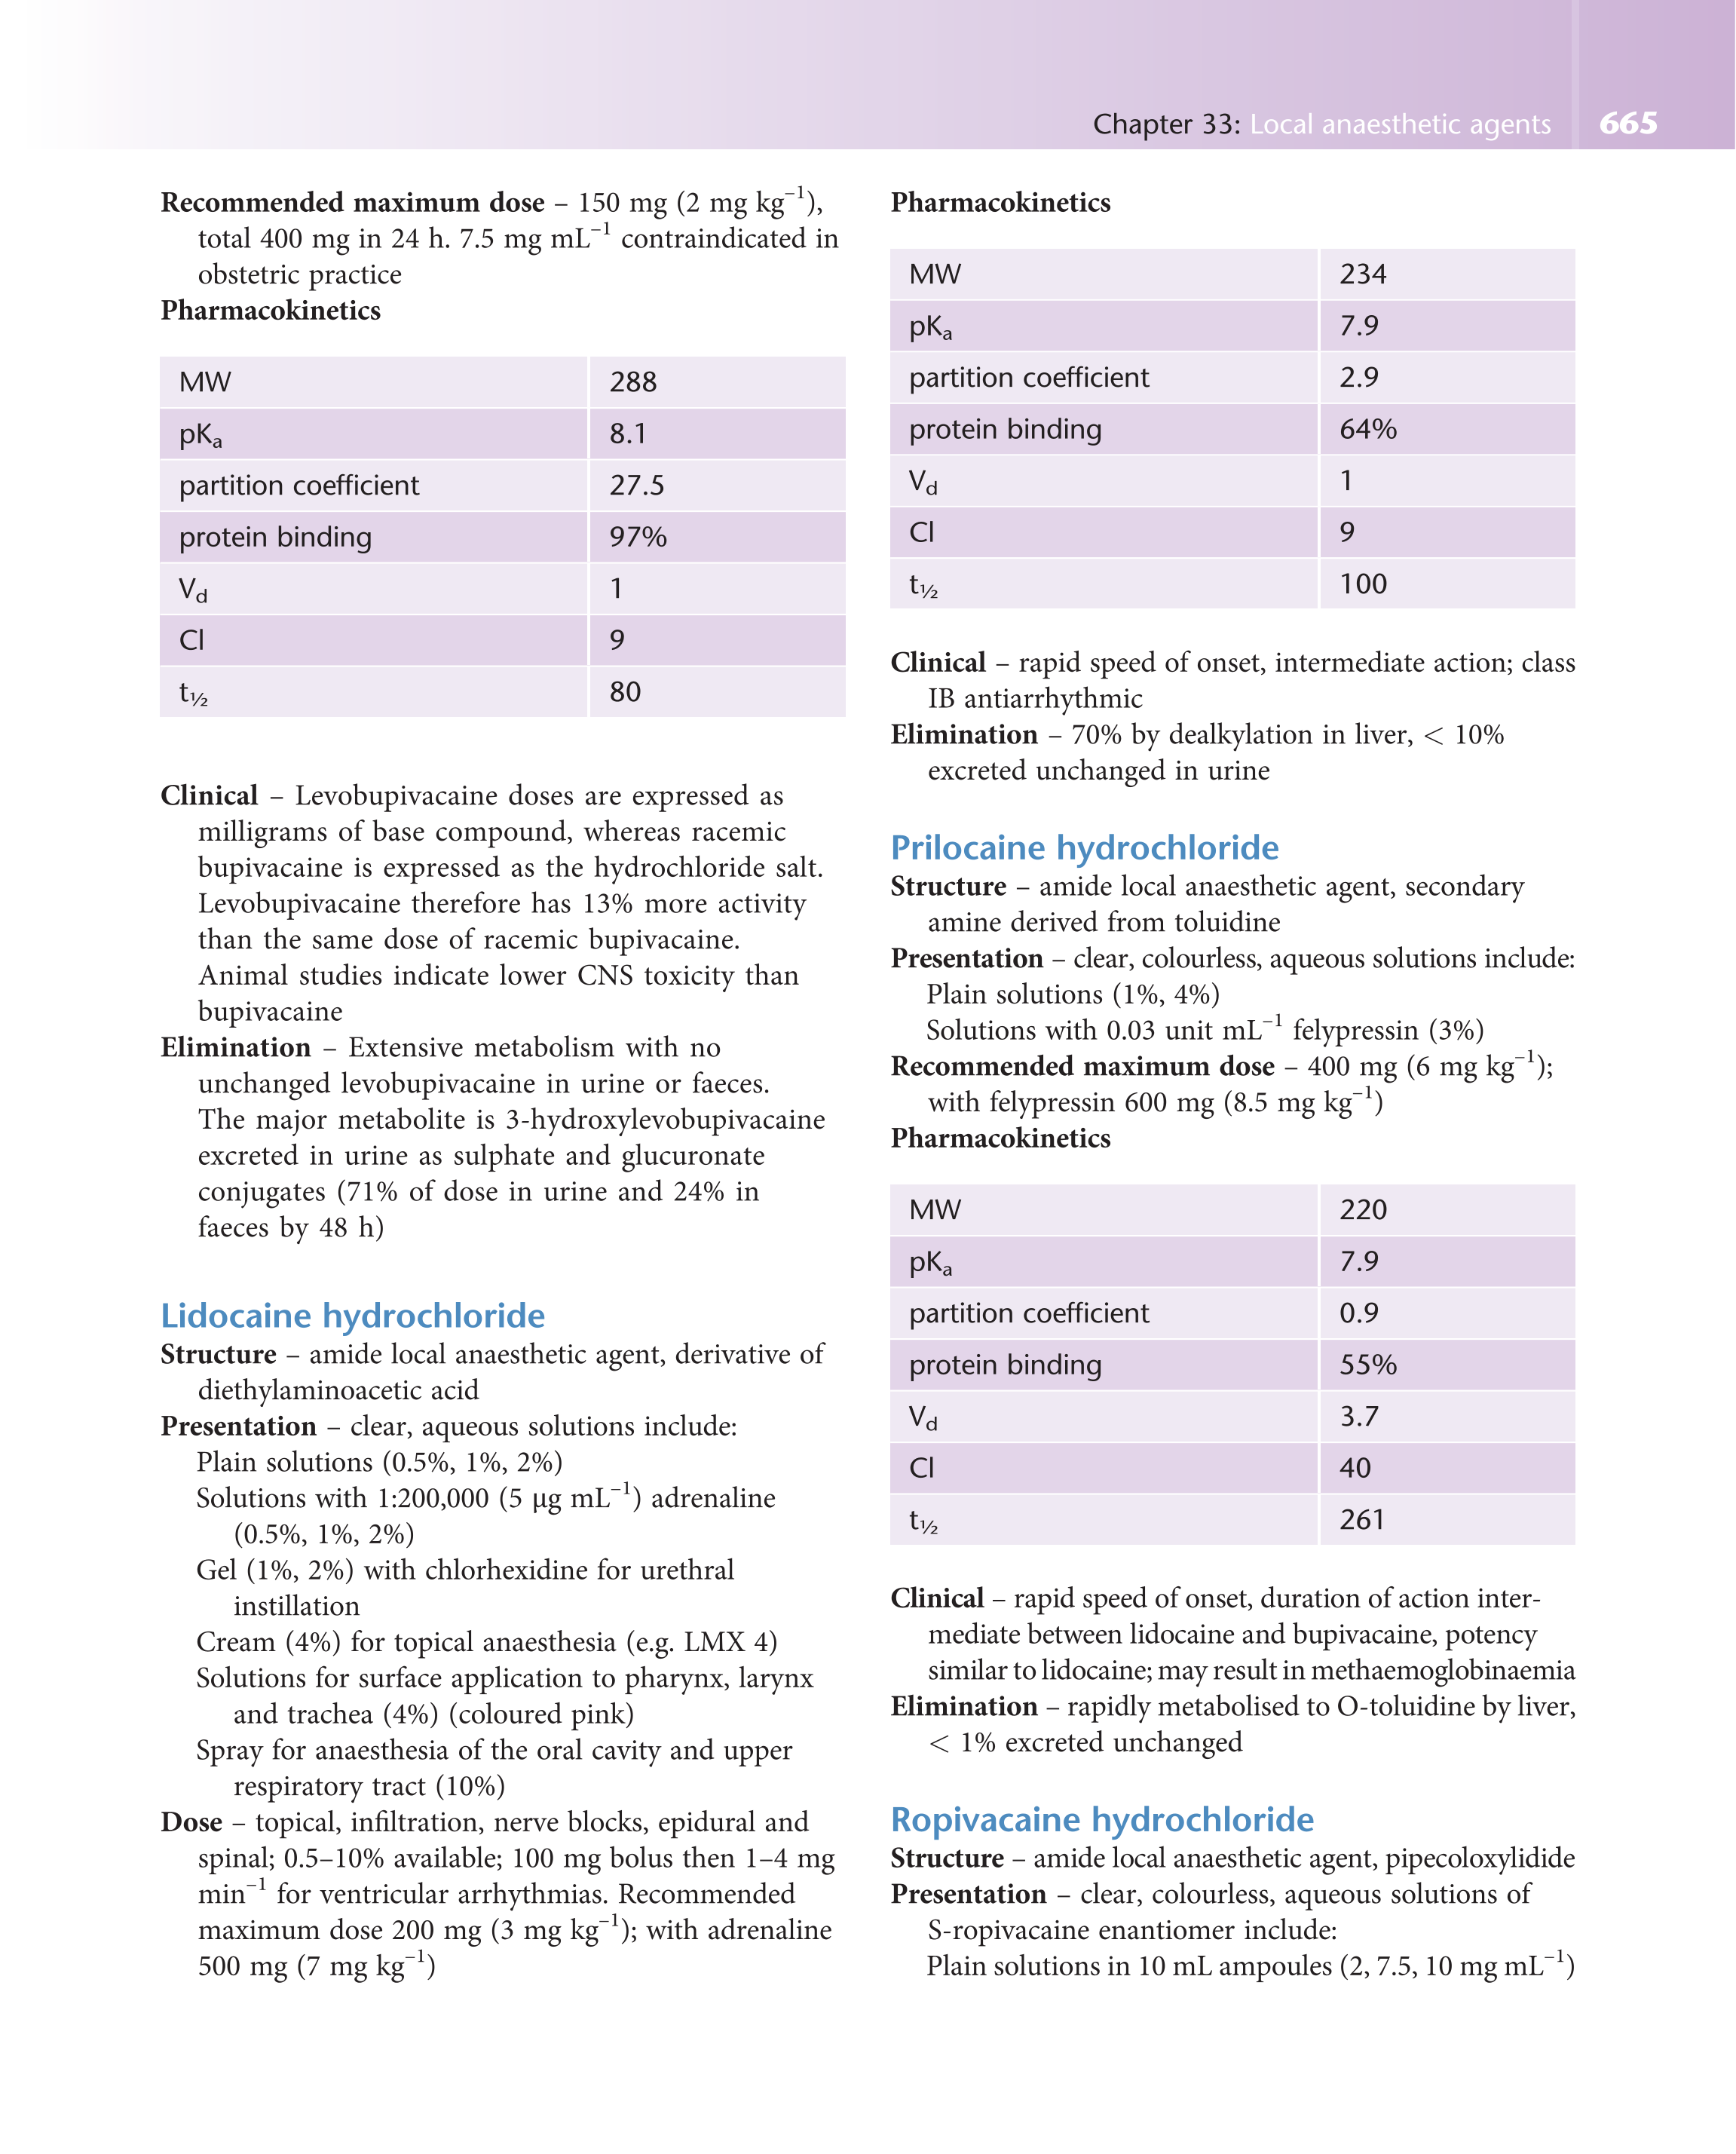 Chapter 33: Local anaesthetic agents 665
Recommended maximum dose – 150 mg (2 mg kg⁻¹),
total 400 mg in 24 h. 7.5 mg mL⁻¹ contraindicated in
obstetric practice
Pharmacokinetics
MW 288
pKₐ 8.1
partition coefficient 27.5
protein binding 97%
Vd 1
Cl 9
t½ 80
Clinical – Levobupivacaine doses are expressed as
milligrams of base compound, whereas racemic
bupivacaine is expressed as the hydrochloride salt.
Levobupivacaine therefore has 13% more activity
than the same dose of racemic bupivacaine.
Animal studies indicate lower CNS toxicity than
bupivacaine
Elimination – Extensive metabolism with no
unchanged levobupivacaine in urine or faeces.
The major metabolite is 3-hydroxylevobupivacaine
excreted in urine as sulphate and glucuronate
conjugates (71% of dose in urine and 24% in
faeces by 48 h)
Lidocaine hydrochloride
Structure – amide local anaesthetic agent, derivative of
diethylaminoacetic acid
Presentation – clear, aqueous solutions include:
Plain solutions (0.5%, 1%, 2%)
Solutions with 1:200,000 (5 µg mL⁻¹) adrenaline
(0.5%, 1%, 2%)
Gel (1%, 2%) with chlorhexidine for urethral
instillation
Cream (4%) for topical anaesthesia (e.g. LMX 4)
Solutions for surface application to pharynx, larynx
and trachea (4%) (coloured pink)
Spray for anaesthesia of the oral cavity and upper
respiratory tract (10%)
Dose – topical, infiltration, nerve blocks, epidural and
spinal; 0.5–10% available; 100 mg bolus then 1–4 mg
min⁻¹ for ventricular arrhythmias. Recommended
maximum dose 200 mg (3 mg kg⁻¹); with adrenaline
500 mg (7 mg kg⁻¹)
Pharmacokinetics
MW 234
pKₐ 7.9
partition coefficient 2.9
protein binding 64%
Vd 1
Cl 9
t½ 100
Clinical – rapid speed of onset, intermediate action; class
IB antiarrhythmic
Elimination – 70% by dealkylation in liver, < 10%
excreted unchanged in urine
Prilocaine hydrochloride
Structure – amide local anaesthetic agent, secondary
amine derived from toluidine
Presentation – clear, colourless, aqueous solutions include:
Plain solutions (1%, 4%)
Solutions with 0.03 unit mL⁻¹ felypressin (3%)
Recommended maximum dose – 400 mg (6 mg kg⁻¹);
with felypressin 600 mg (8.5 mg kg⁻¹)
Pharmacokinetics
MW 220
pKₐ 7.9
partition coefficient 0.9
protein binding 55%
Vd 3.7
Cl 40
t½ 261
Clinical – rapid speed of onset, duration of action inter-
mediate between lidocaine and bupivacaine, potency
similar to lidocaine; may result in methaemoglobinaemia
Elimination – rapidly metabolised to O-toluidine by liver,
< 1% excreted unchanged
Ropivacaine hydrochloride
Structure – amide local anaesthetic agent, pipecoloxylidide
Presentation – clear, colourless, aqueous solutions of
S-ropivacaine enantiomer include:
Plain solutions in 10 mL ampoules (2, 7.5, 10 mg mL⁻¹)